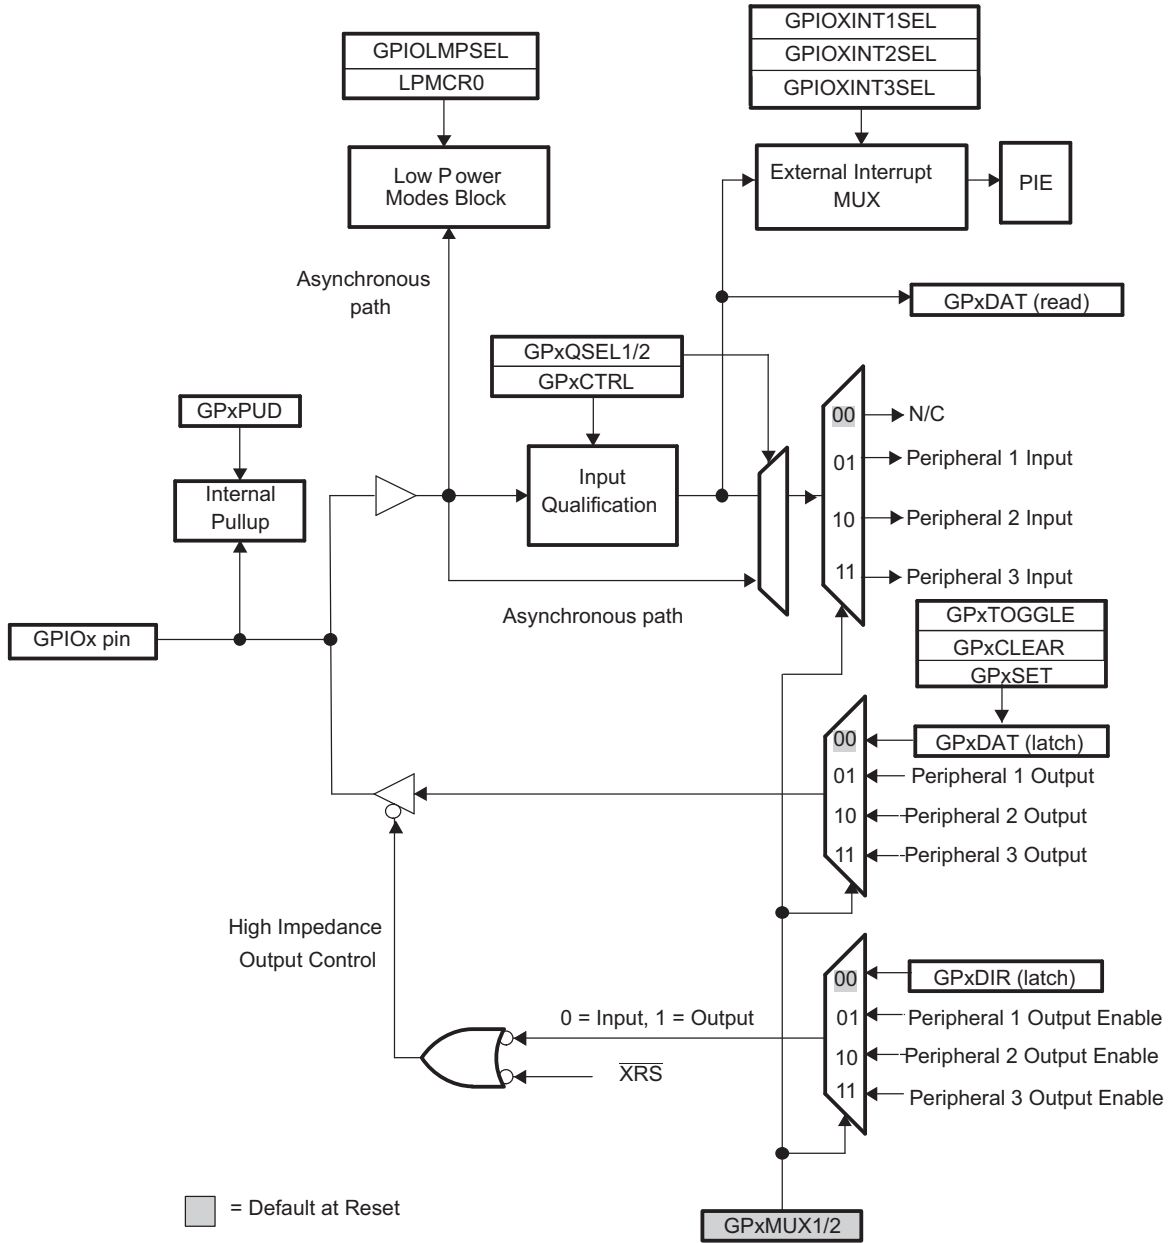 GPIOLMPSEL
LPMCR0
GPIOXINT1SEL
GPIOXINT2SEL
GPIOXINT3SEL
Low Power
Modes Block
External Interrupt
MUX
PIE
Asynchronous
path
GPxDAT (read)
GPxQSEL1/2
GPxCTRL
GPxPUD
Internal
Pullup
Input
Qualification
00
N/C
01
Peripheral 1 Input
10
Peripheral 2 Input
11
Peripheral 3 Input
Asynchronous path
GPIOx pin
GPxTOGGLE
GPxCLEAR
GPxSET
00
GPxDAT (latch)
01
Peripheral 1 Output
10
Peripheral 2 Output
11
Peripheral 3 Output
High Impedance
Output Control
00
GPxDIR (latch)
0 = Input, 1 = Output
01
Peripheral 1 Output Enable
10
Peripheral 2 Output Enable
XRS
11
Peripheral 3 Output Enable
= Default at Reset
GPxMUX1/2